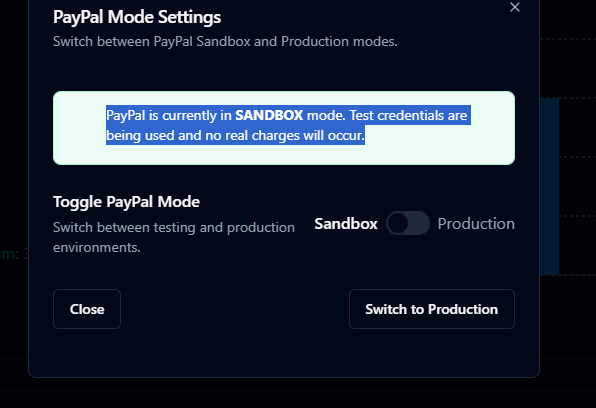 PayPal Mode Settings
Switch between PayPal Sandbox and Production modes.
PayPal is currently in SANDBOX mode. Test credentials are
being used and no real charges will occur.
Toggle PayPal Mode
Switch between testing and production
environments.
Sandbox
Production
Close
Switch to Production